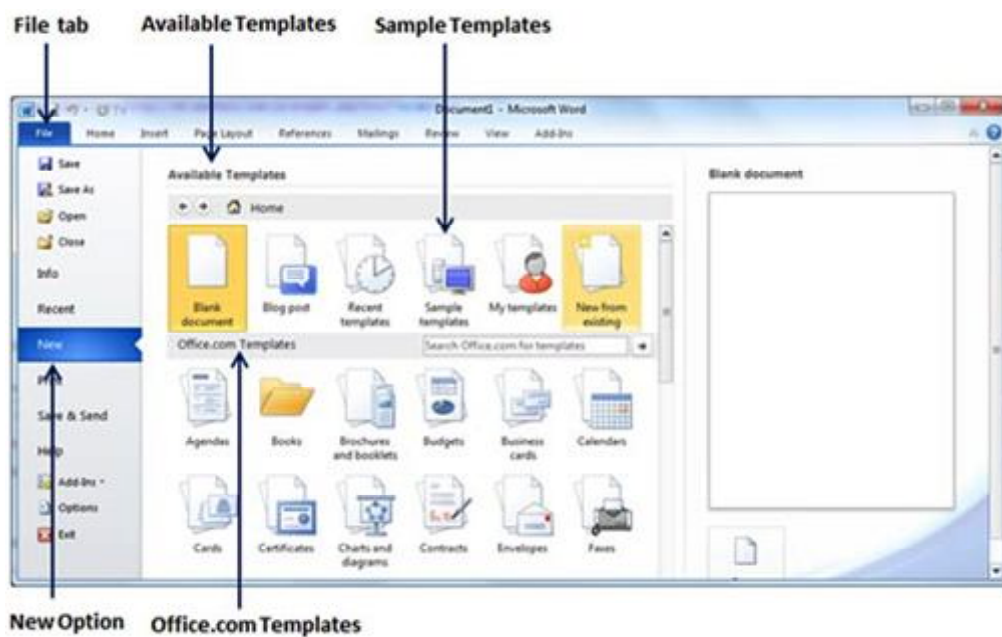 File tab
Available Templates
Sample Templates
Document1 - Microsoft Word
File Home Insert Page Layout References Mailings Review View Add-Ins
Save
Save As
Open
Close
Info
Recent
New
Print
Save & Send
Help
Add-Ins
Options
Exit
Available Templates
Home
Blank document
Blog post
Recent templates
Sample templates
My templates
New from existing
Office.com Templates
Search Office.com for templates
Agendas
Books
Brochures and booklets
Budgets
Business cards
Calenders
Cards
Certificates
Charts and diagrams
Contracts
Envelopes
Faxes
Blank document
New Option
Office.com Templates